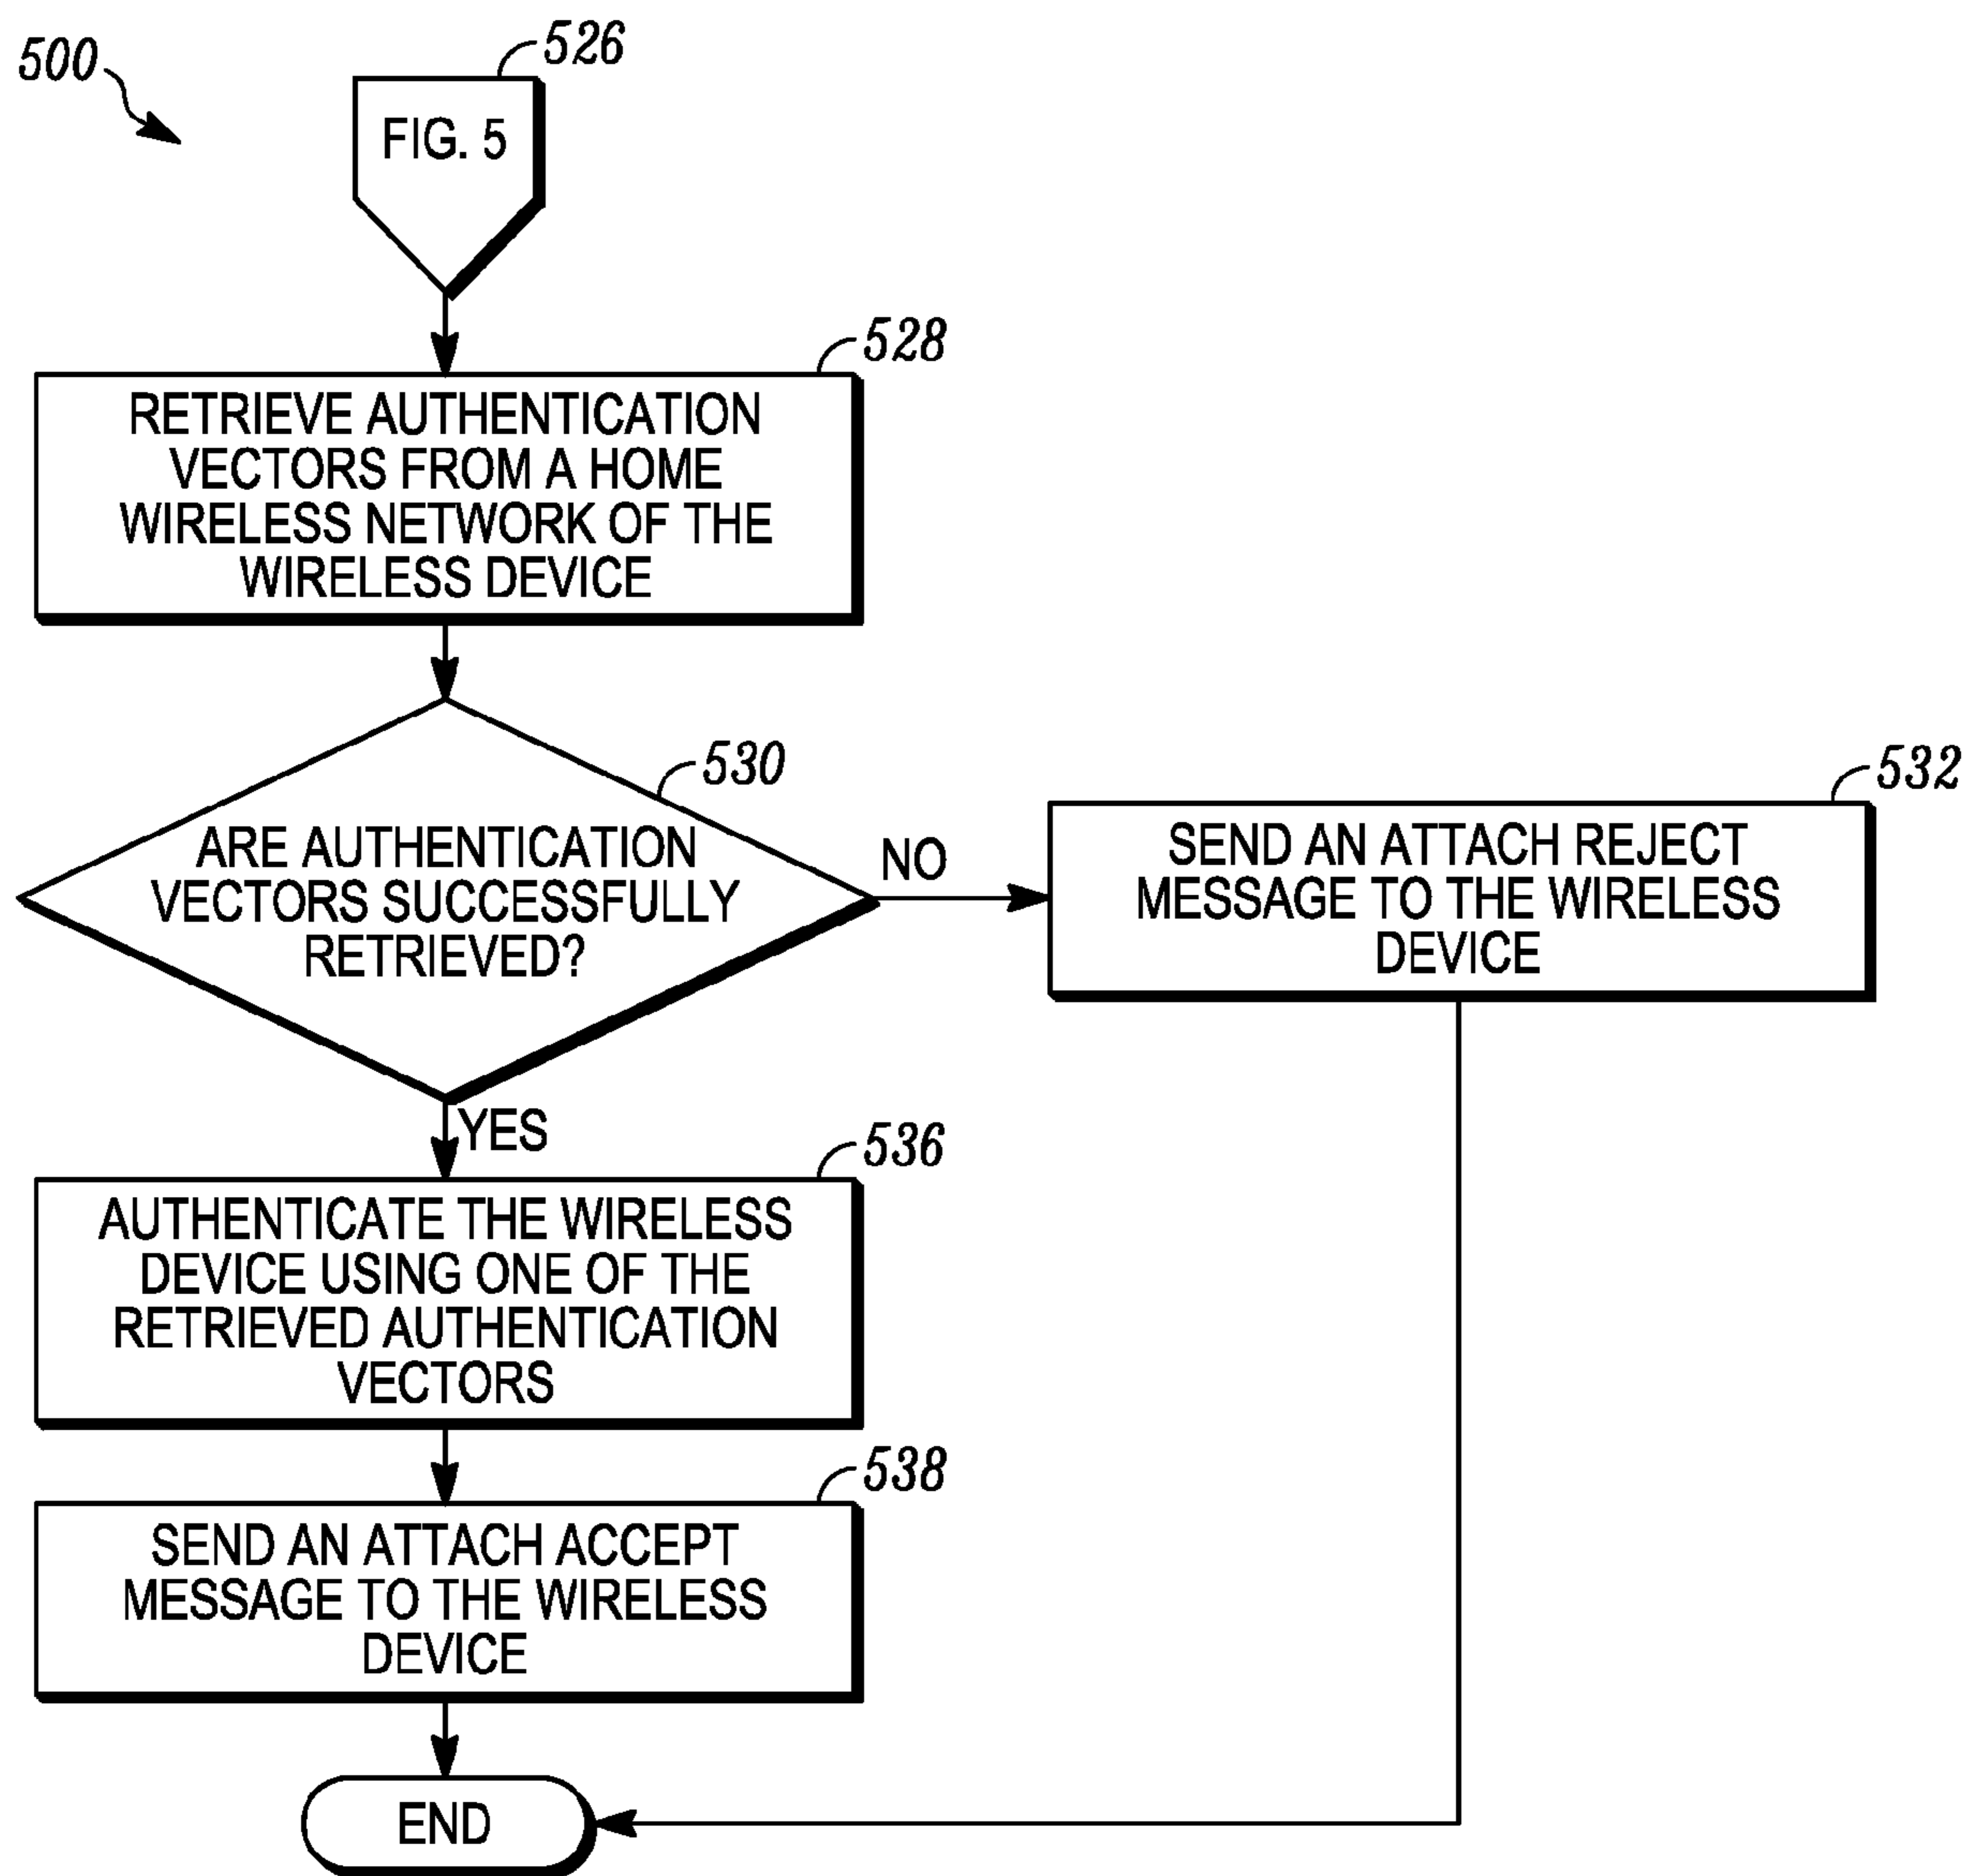 500
526
FIG. 5
528
RETRIEVE AUTHENTICATION
VECTORS FROM A HOME
WIRELESS NETWORK OF THE
WIRELESS DEVICE
530
ARE AUTHENTICATION
VECTORS SUCCESSFULLY
RETRIEVED?
NO
532
SEND AN ATTACH REJECT
MESSAGE TO THE WIRELESS
DEVICE
YES
536
AUTHENTICATE THE WIRELESS
DEVICE USING ONE OF THE
RETRIEVED AUTHENTICATION
VECTORS
538
SEND AN ATTACH ACCEPT
MESSAGE TO THE WIRELESS
DEVICE
END